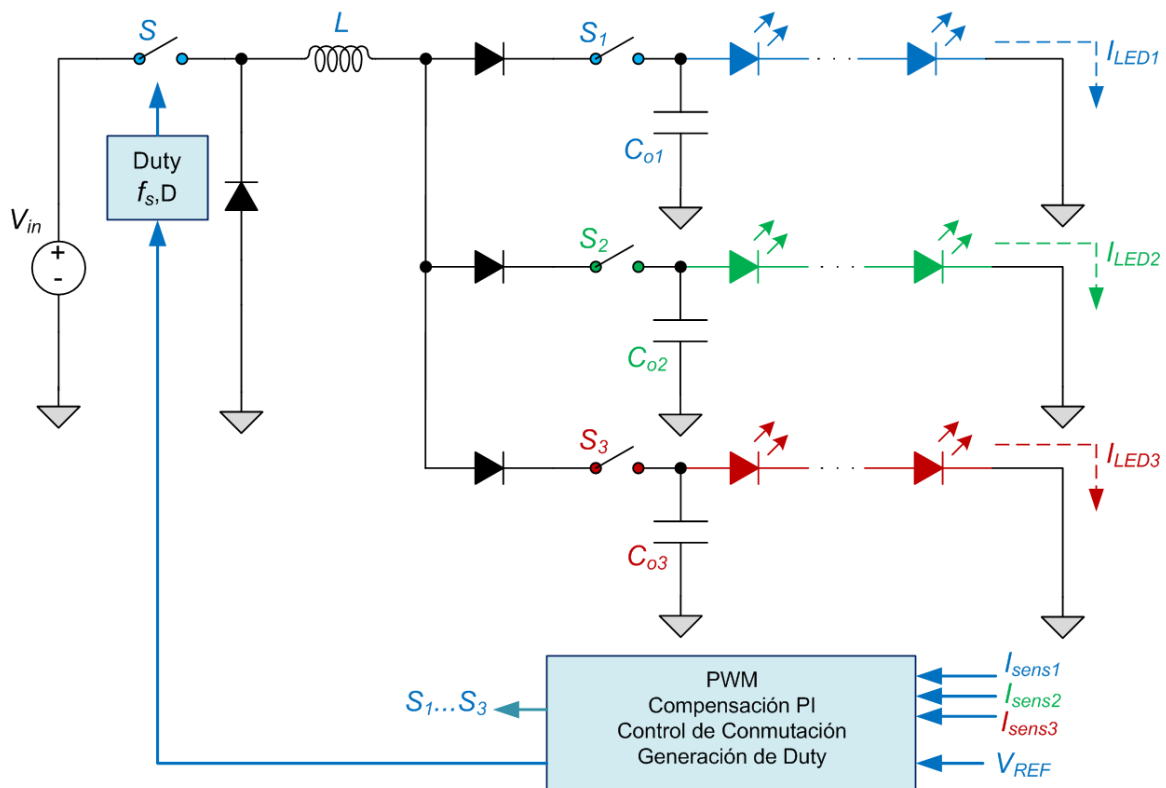 S
L
S1
ILED1
Duty
fs,D
Co1
Vin
+
-
S2
ILED2
Co2
S3
ILED3
Co3
PWM
Compensación PI
Control de Conmutación
Generación de Duty
S1...S3
Isens1
Isens2
Isens3
VREF